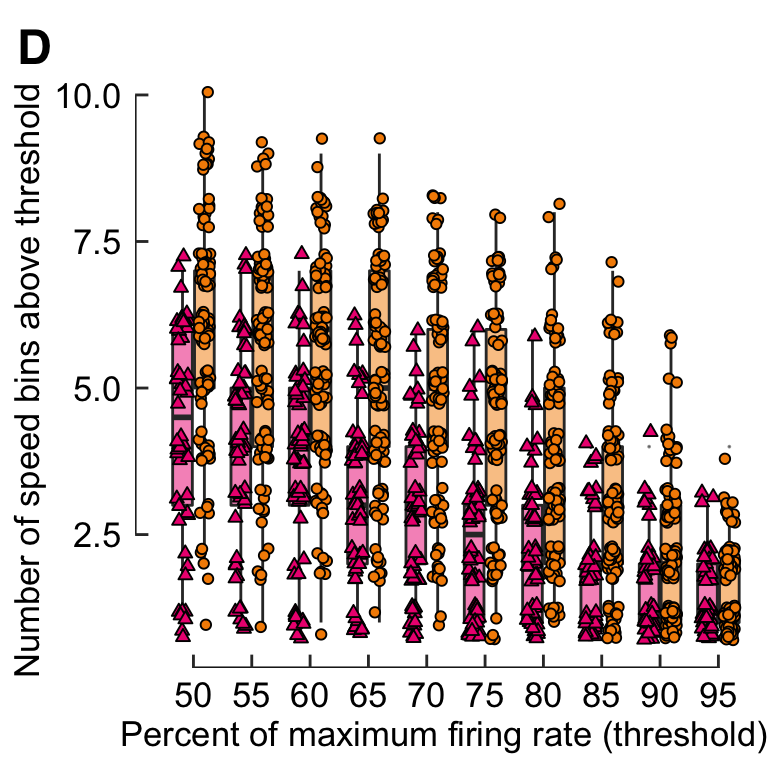 D
Number of speed bins above threshold
10.0
7.5
5.0
2.5
50 55 60 65 70 75 80 85 90 95
Percent of maximum firing rate (threshold)